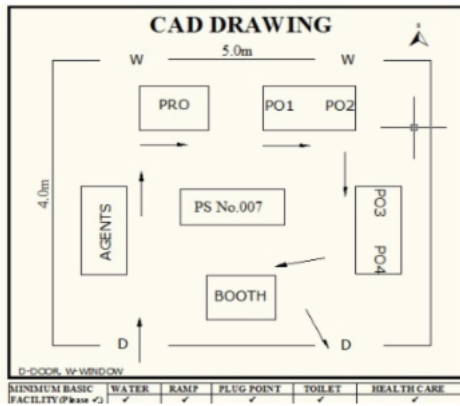 CAD DRAWING
5.0m
W W
PRO
PO1 PO2
4.0m
AGENTS
PS No.007
PO3
PO4
BOOTH
D D
D-DOOR, W-WINDOW
MINIMUM BASIC FACILITY (Please ✓) WATER RAMP PLUG POINT TOILET HEALTH CARE
✓ ✓ ✓ ✓ ✓